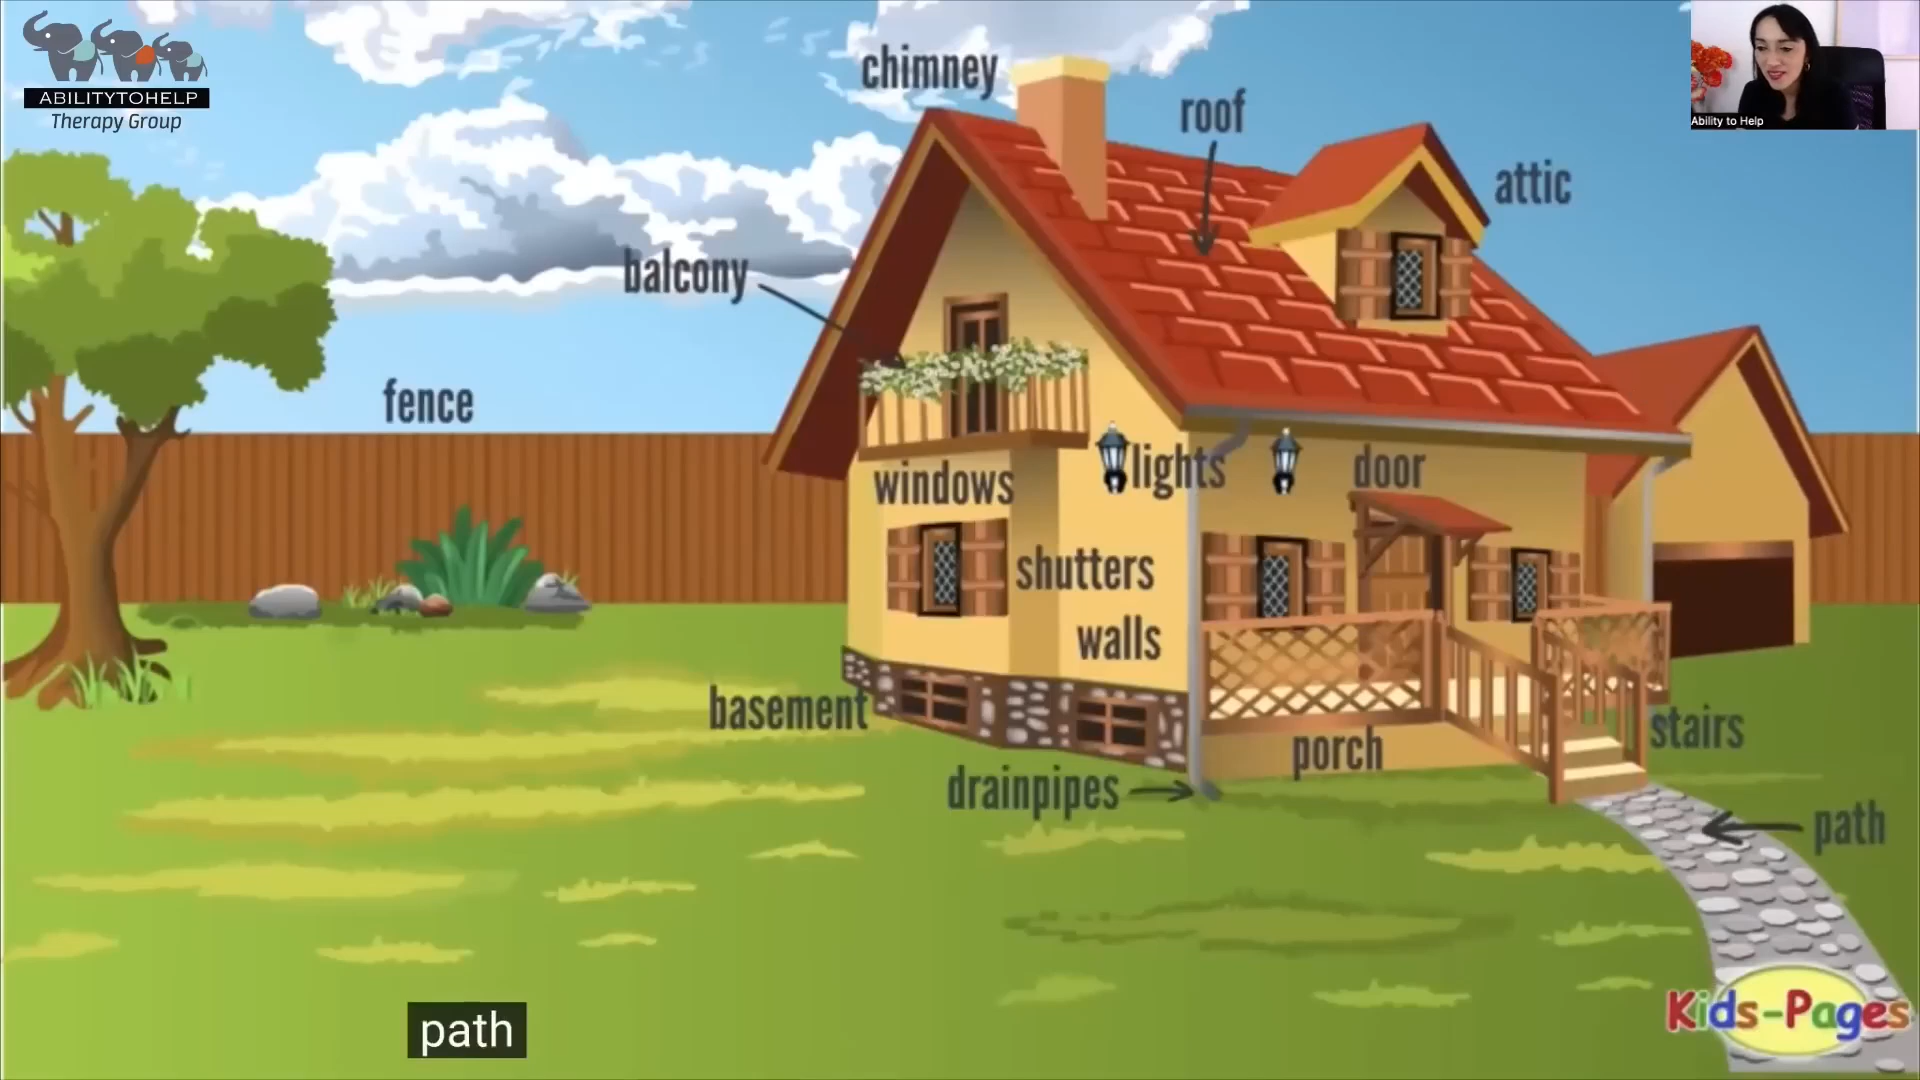 ABILITYTOHELP
Therapy Group
Ability to Help
chimney
roof
attic
balcony
fence
windows
lights
door
shutters
walls
basement
drainpipes
porch
stairs
path
path
Kids-Pages